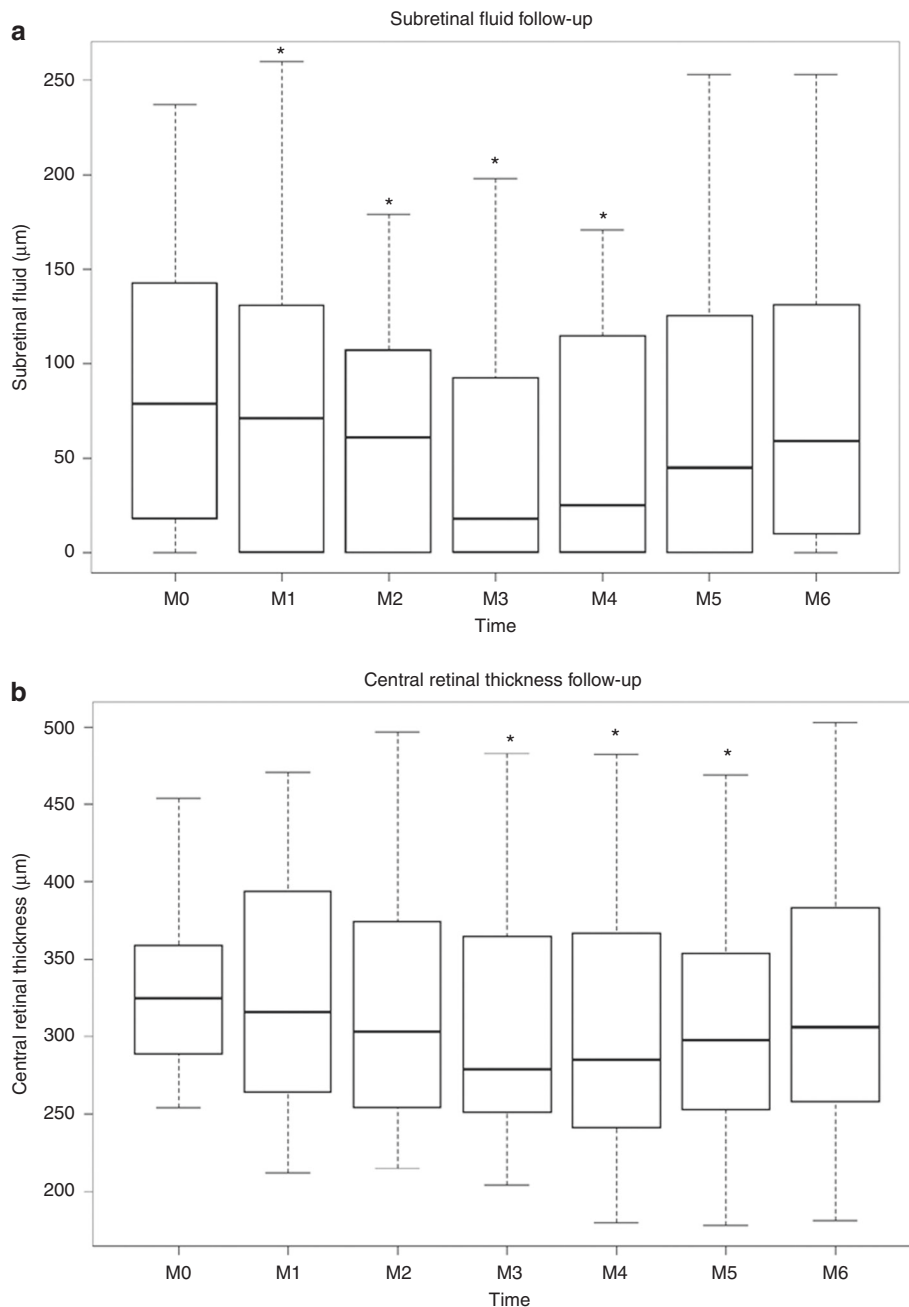 a
Subretinal fluid follow-up
Subretinal fluid (μm)
250
200
150
100
50
0
*
*
*
*
M0 M1 M2 M3 M4 M5 M6
Time
b
Central retinal thickness follow-up
Central retinal thickness (μm)
500
450
400
350
300
250
200
* * *
M0 M1 M2 M3 M4 M5 M6
Time